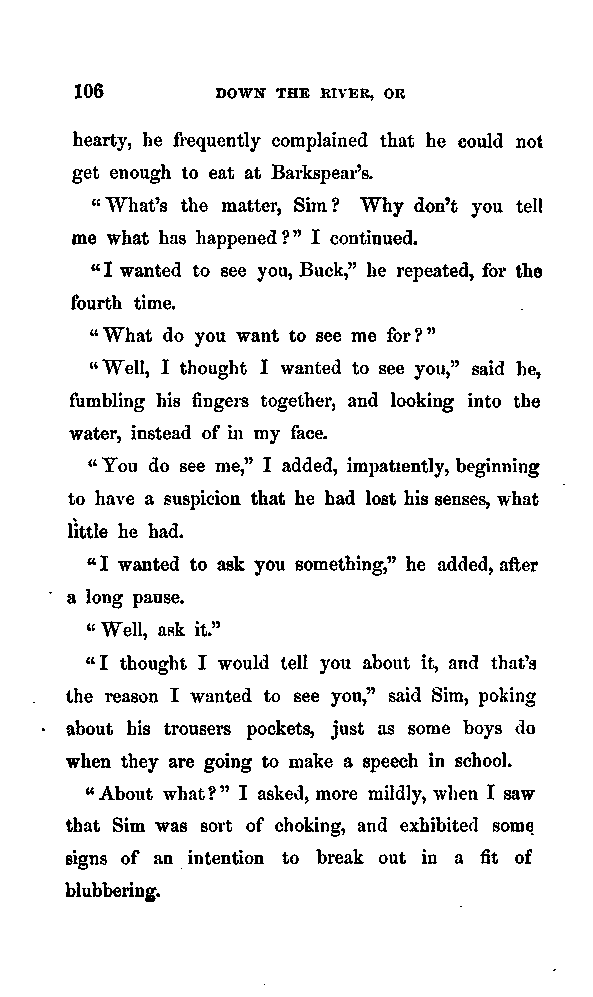 106 DOWN THE RIVER, OR
hearty, he frequently complained that he could not
get enough to eat at Barkspear's.
"What's the matter, Sim? Why don't you tell
me what has happened?" I continued.
"I wanted to see you, Buck," he repeated, for the
fourth time.
"What do you want to see me for?"
"Well, I thought I wanted to see you," said he,
fumbling his fingers together, and looking into the
water, instead of in my face.
"You do see me," I added, impatiently, beginning
to have a suspicion that he had lost his senses, what
little he had.
"I wanted to ask you something," he added, after
a long pause.
"Well, ask it."
"I thought I would tell you about it, and that's
the reason I wanted to see you," said Sim, poking
about his trousers pockets, just as some boys do
when they are going to make a speech in school.
"About what?" I asked, more mildly, when I saw
that Sim was sort of choking, and exhibited some
signs of an intention to break out in a fit of
blubbering.